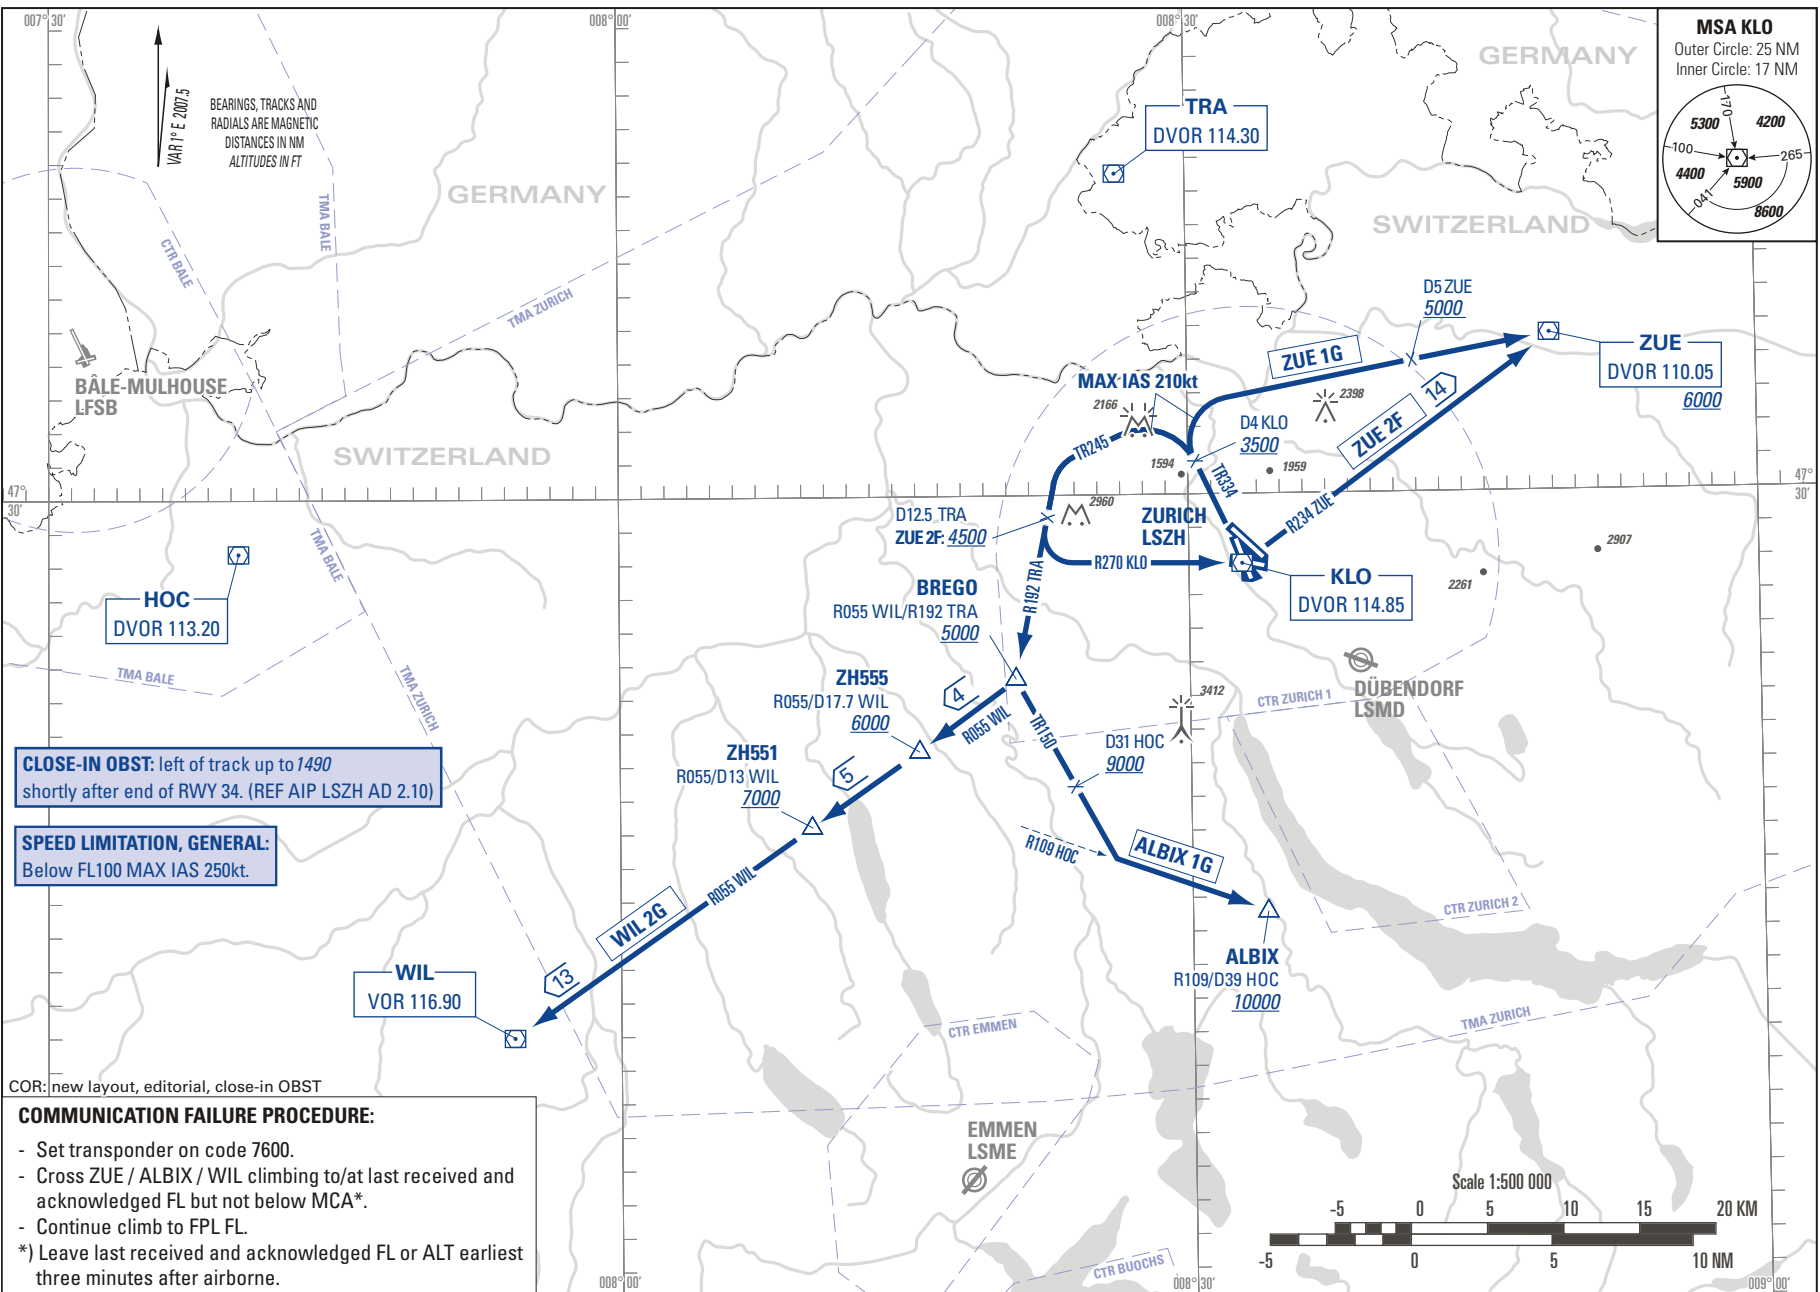 007° 30'
008° 00'
008° 30'
VAR 1° E 2007.5
BEARINGS, TRACKS AND
RADIALS ARE MAGNETIC
DISTANCES IN NM
ALTITUDES IN FT
GERMANY
GERMANY
SWITZERLAND
SWITZERLAND
MSA KLO
Outer Circle: 25 NM
Inner Circle: 17 NM
170
5300
4200
100
265
4400
5900
041
8600
TRA
DVOR 114.30
TMA BALE
CTR BALE
TMA ZURICH
BÂLE-MULHOUSE
LFSB
D5 ZUE
5000
ZUE 1G
ZUE
DVOR 110.05
6000
MAX IAS 210kt
2166
2398
14
ZUE 2F
D4 KLO
3500
TR245
1594
1959
TR334
47°
30'
47°
30'
2960
D12.5 TRA
ZUE 2F: 4500
ZURICH
LSZH
R234 ZUE
2907
TMA BALE
R270 KLO
2261
HOC
DVOR 113.20
KLO
DVOR 114.85
R192 TRA
BREGO
R055 WIL/R192 TRA
5000
TMA BALE
TMA ZURICH
ZH555
R055/D17.7 WIL
6000
4
R055 WIL
TR150
3412
CTR ZURICH 1
DÜBENDORF
LSMD
D31 HOC
9000
ZH551
R055/D13 WIL
7000
5
CLOSE-IN OBST: left of track up to 1490
shortly after end of RWY 34. (REF AIP LSZH AD 2.10)
SPEED LIMITATION, GENERAL:
Below FL100 MAX IAS 250kt.
R109 HOC
ALBIX 1G
R055 WIL
WIL 2G
CTR ZURICH 2
ALBIX
R109/D39 HOC
10000
WIL
VOR 116.90
13
CTR EMMEN
TMA ZURICH
COR: new layout, editorial, close-in OBST
COMMUNICATION FAILURE PROCEDURE:
- Set transponder on code 7600.
- Cross ZUE / ALBIX / WIL climbing to/at last received and
acknowledged FL but not below MCA*.
- Continue climb to FPL FL.
*) Leave last received and acknowledged FL or ALT earliest
three minutes after airborne.
EMMEN
LSME
CTR BUOCHS
Scale 1:500 000
-5 0 5 10 15 20 KM
-5 0 5 10 NM
008° 00'
008° 30'
009° 00'